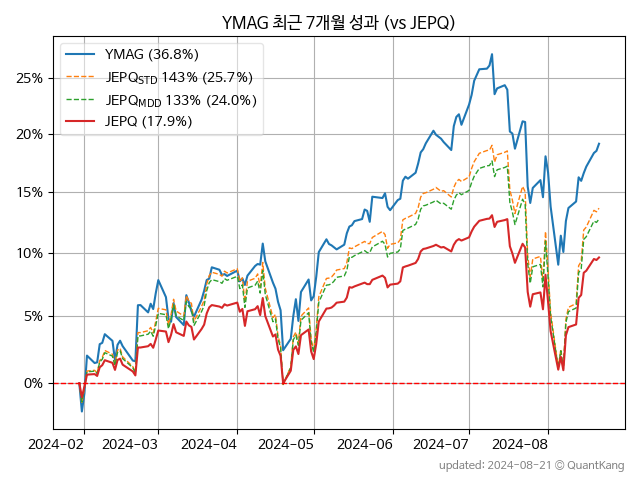 YMAG 최근 7개월 성과 (vs JEPQ)
YMAG (36.8%)
JEPQSTD 143% (25.7%)
JEPQMDD 133% (24.0%)
JEPQ (17.9%)
25%
20%
15%
10%
5%
0%
2024-02 2024-03 2024-04 2024-05 2024-06 2024-07 2024-08
updated: 2024-08-21 © QuantKang